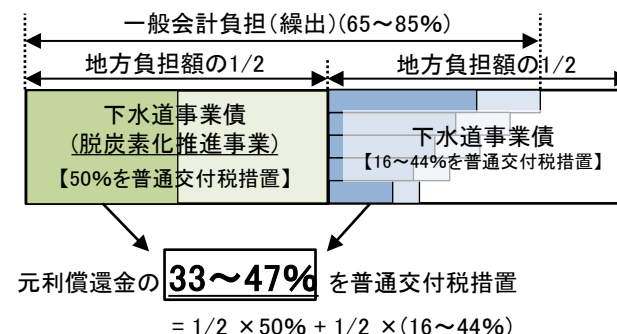 一般会計負担(繰出)(65～85%)
地方負担額の1/2
地方負担額の1/2
下水道事業債
(脱炭素化推進事業)
【50%を普通交付税措置】
下水道事業債
【16～44%を普通交付税措置】
元利償還金の 33～47% を普通交付税措置
= 1/2 ×50% + 1/2 ×(16～44%)